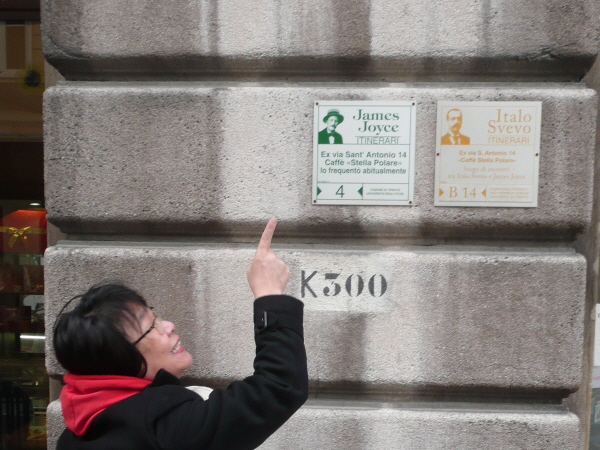 James
Joyce
ITINERARI
Ex via Sant' Antonio 14
Caffè «Stella Polare»
lo frequentò abitualmente
4
Italo
Svevo
ITINERARI
Ex via S. Antonio 14
«Caffè Stella Polare»
B 14
K300